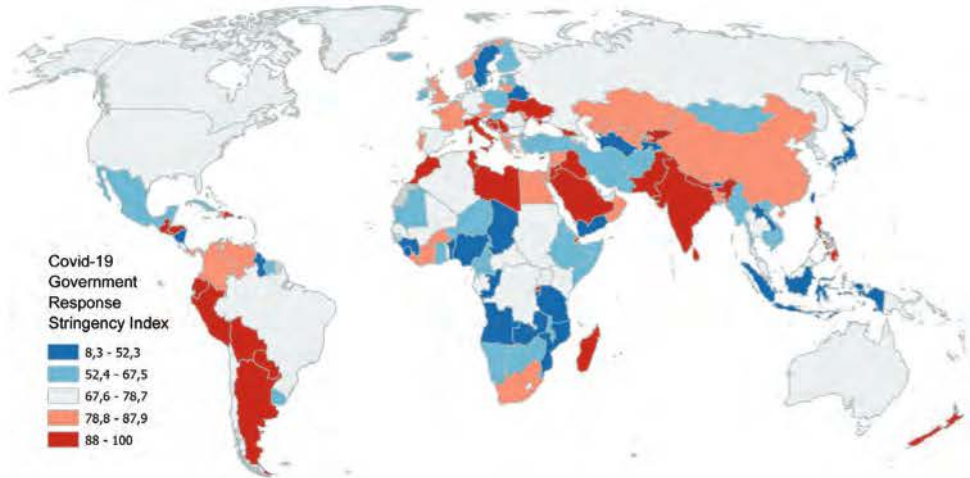 Covid-19
Government
Response
Stringency Index
8,3 - 52,3
52,4 - 67,5
67,6 - 78,7
78,8 - 87,9
88 - 100